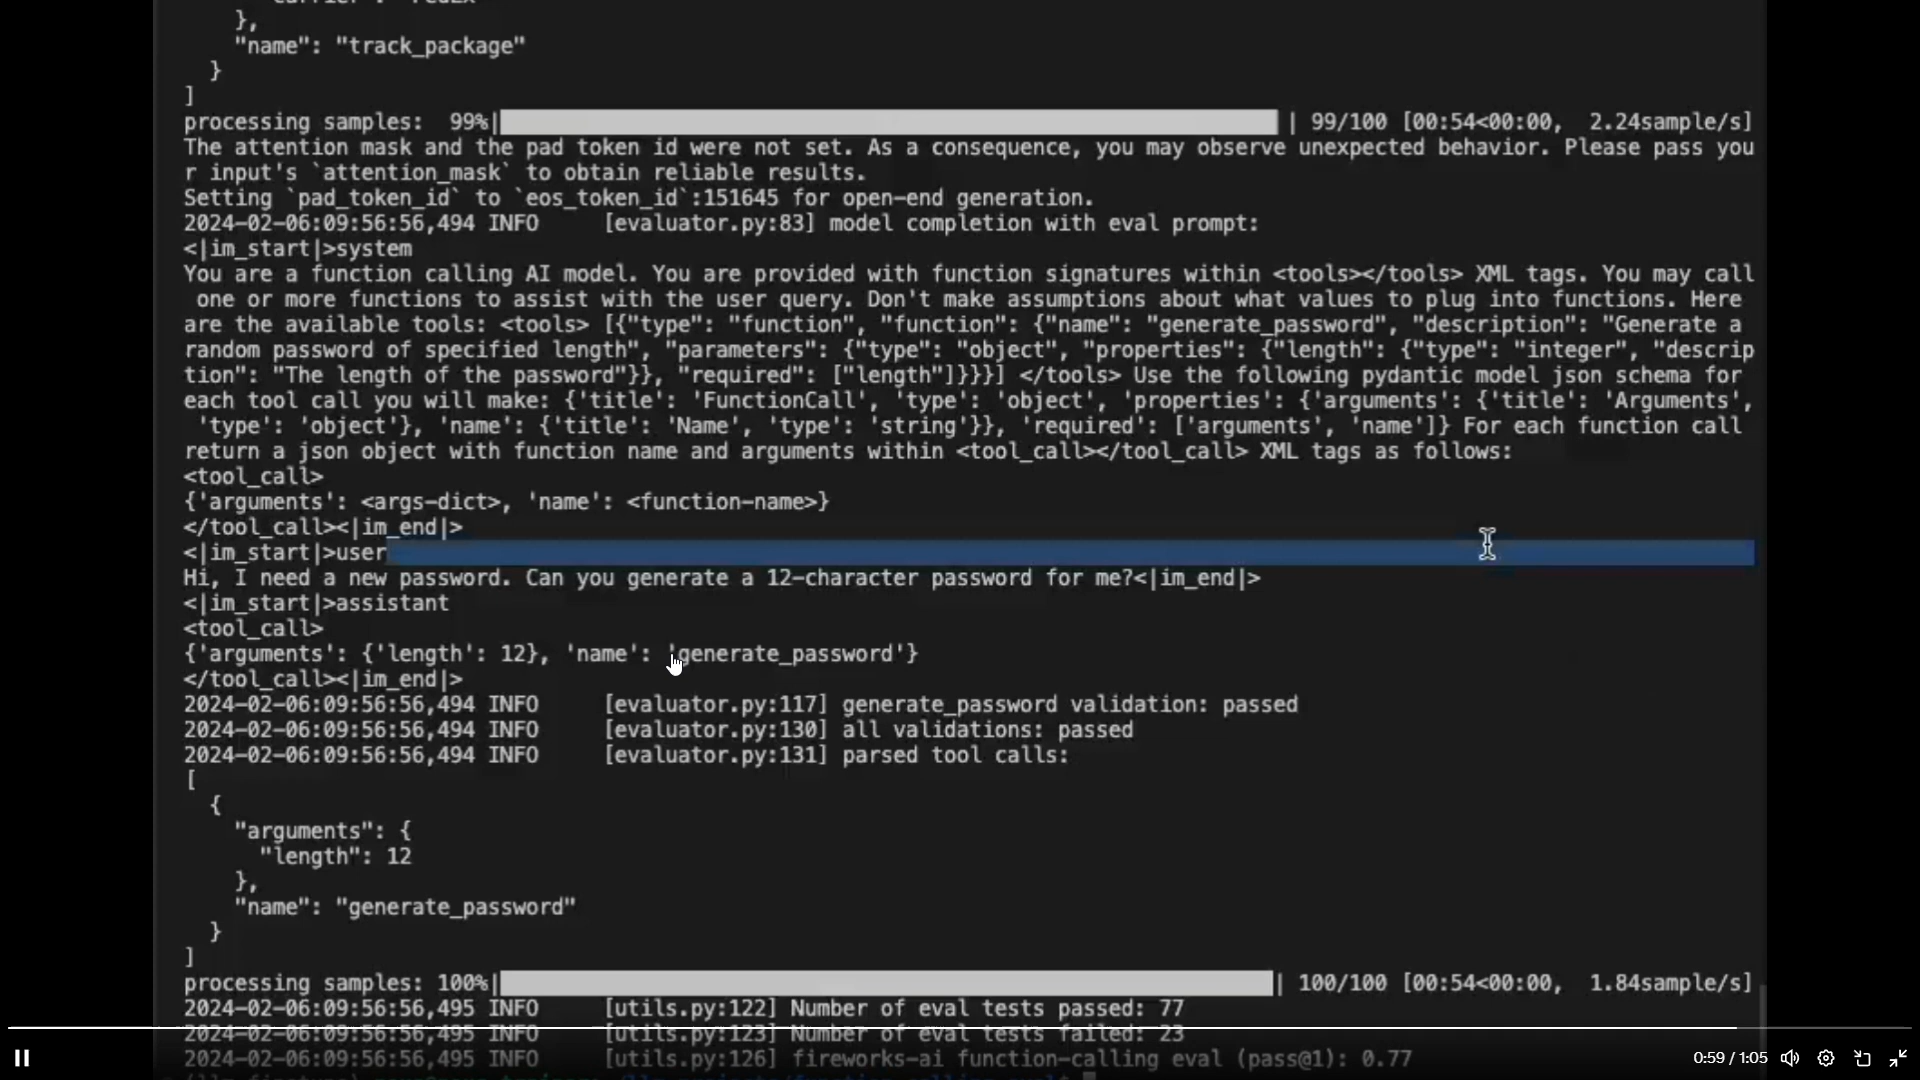 },
"name": "track_package"
}
]
processing samples:  99%| | 99/100 [00:54<00:00,  2.24sample/s]
The attention mask and the pad token id were not set. As a consequence, you may observe unexpected behavior. Please pass you
r input's `attention_mask` to obtain reliable results.
Setting `pad_token_id` to `eos_token_id`:151645 for open-end generation.
2024-02-06:09:56:56,494 INFO     [evaluator.py:83] model completion with eval prompt:
<|im_start|>system
You are a function calling AI model. You are provided with function signatures within <tools></tools> XML tags. You may call
one or more functions to assist with the user query. Don't make assumptions about what values to plug into functions. Here
are the available tools: <tools> [{"type": "function", "function": {"name": "generate_password", "description": "Generate a
random password of specified length", "parameters": {"type": "object", "properties": {"length": {"type": "integer", "descrip
tion": "The length of the password"}}, "required": ["length"]}}}] </tools> Use the following pydantic model json schema for
each tool call you will make: {'title': 'FunctionCall', 'type': 'object', 'properties': {'arguments': {'title': 'Arguments',
'type': 'object'}, 'name': {'title': 'Name', 'type': 'string'}}, 'required': ['arguments', 'name']} For each function call
return a json object with function name and arguments within <tool_call></tool_call> XML tags as follows:
<tool_call>
{'arguments': <args-dict>, 'name': <function-name>}
</tool_call><|im_end|>
<|im_start|>user
Hi, I need a new password. Can you generate a 12-character password for me?<|im_end|>
<|im_start|>assistant
<tool_call>
{'arguments': {'length': 12}, 'name': 'generate_password'}
</tool_call><|im_end|>
2024-02-06:09:56:56,494 INFO     [evaluator.py:117] generate_password validation: passed
2024-02-06:09:56:56,494 INFO     [evaluator.py:130] all validations: passed
2024-02-06:09:56:56,494 INFO     [evaluator.py:131] parsed tool calls:
[
{
"arguments": {
"length": 12
},
"name": "generate_password"
}
]
processing samples: 100%| | 100/100 [00:54<00:00,  1.84sample/s]
2024-02-06:09:56:56,495 INFO     [utils.py:122] Number of eval tests passed: 77
2024-02-06:09:56:56,495 INFO     [utils.py:123] Number of eval tests failed: 23
2024-02-06:09:56:56,495 INFO     [utils.py:126] fireworks-ai function-calling eval (pass@1): 0.77
0:59 / 1:05